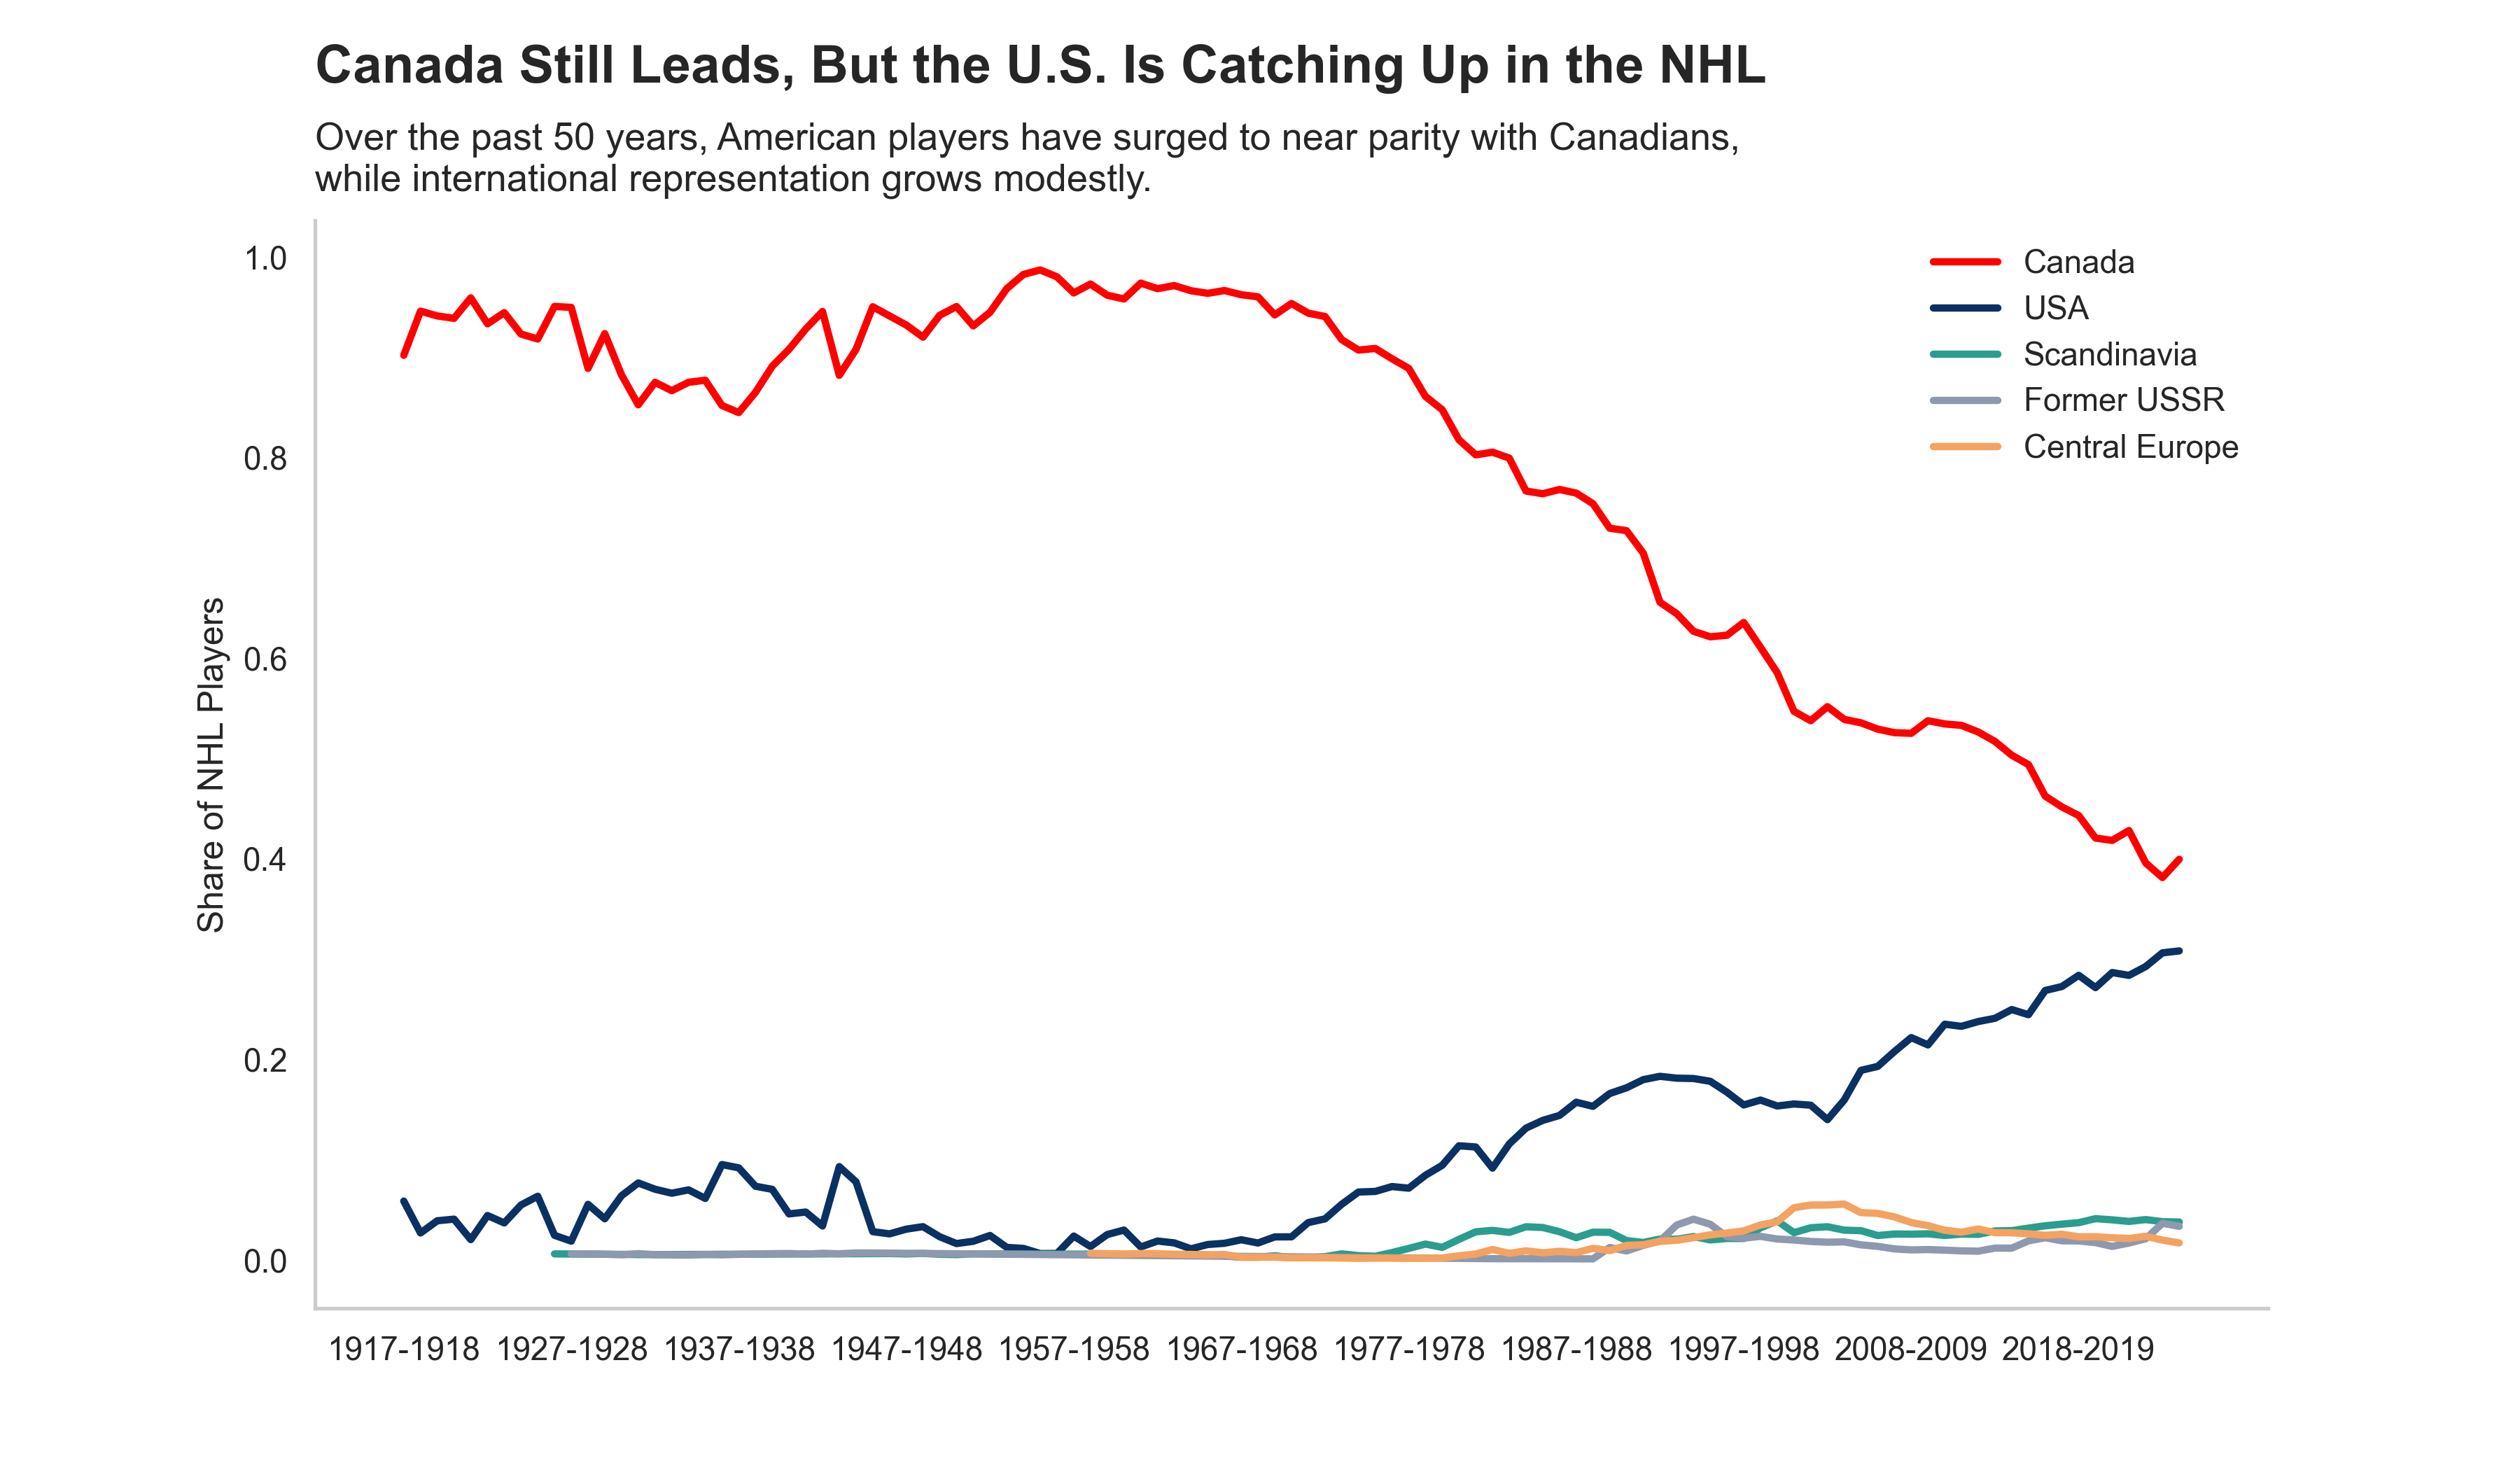 Canada Still Leads, But the U.S. Is Catching Up in the NHL
Over the past 50 years, American players have surged to near parity with Canadians,
while international representation grows modestly.
1.0
0.8
0.6
0.4
0.2
0.0
Share of NHL Players
Canada
USA
Scandinavia
Former USSR
Central Europe
1917-1918 1927-1928 1937-1938 1947-1948 1957-1958 1967-1968 1977-1978 1987-1988 1997-1998 2008-2009 2018-2019